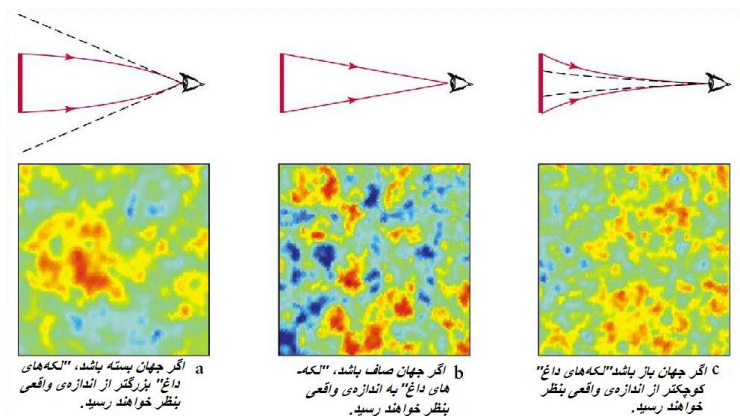 a اگر جهان بسته باشد، "لکه‌های
داغ" بزرگتر از اندازه‌ی واقعی
بنظر خواهند رسید.
b اگر جهان صاف باشد، "لکه-
های داغ" به اندازه‌ی واقعی
بنظر خواهند رسید.
c اگر جهان باز باشد"لکه‌های داغ"
کوچکتر از اندازه‌ی واقعی بنظر
خواهند رسید.